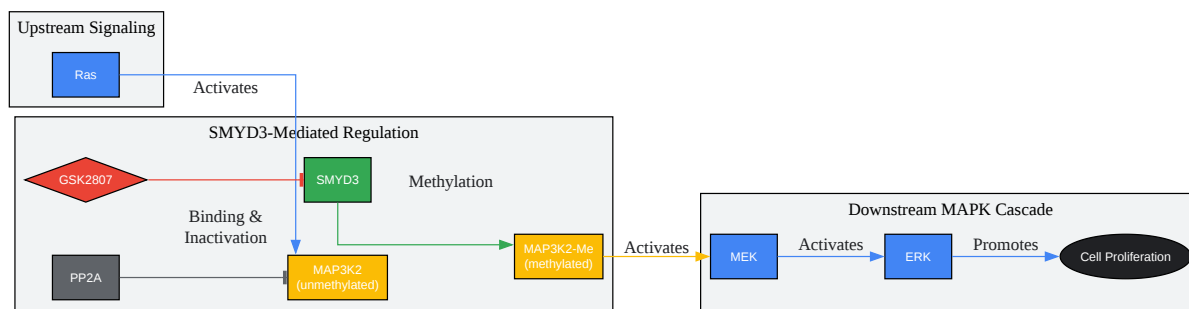 Upstream Signaling
Ras
Activates
SMYD3-Mediated Regulation
GSK2807
SMYD3
Methylation
Binding &
Inactivation
PP2A
MAP3K2
(unmethylated)
MAP3K2-Me
(methylated)
Activates
Downstream MAPK Cascade
MEK
Activates
ERK
Promotes
Cell Proliferation